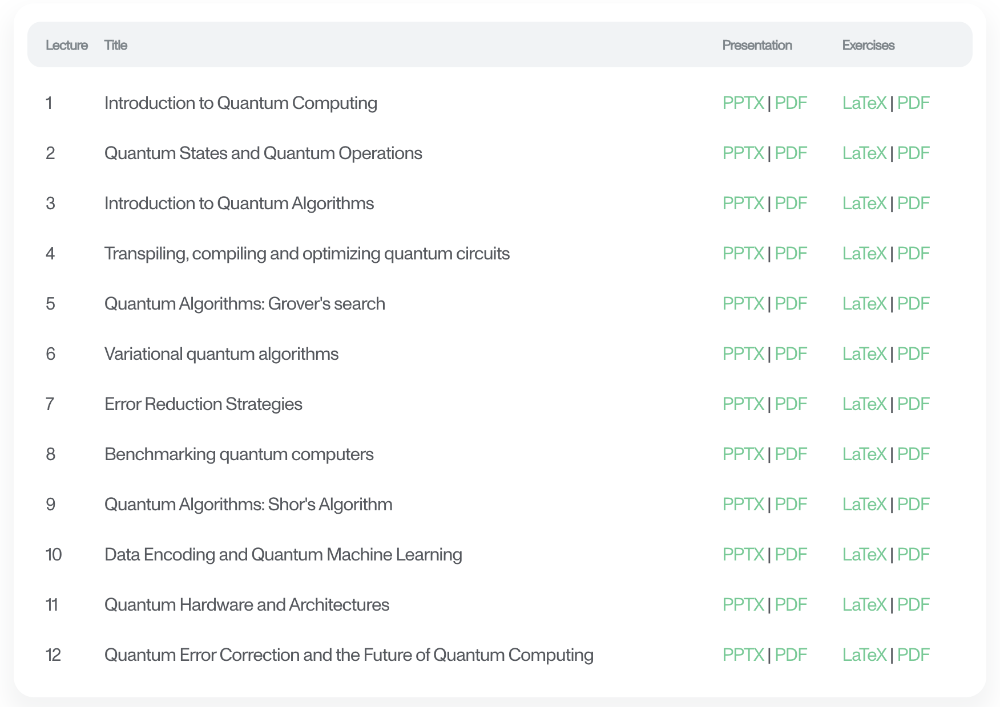 Lecture Title Presentation Exercises
1 Introduction to Quantum Computing PPTX | PDF LaTeX | PDF
2 Quantum States and Quantum Operations PPTX | PDF LaTeX | PDF
3 Introduction to Quantum Algorithms PPTX | PDF LaTeX | PDF
4 Transpiling, compiling and optimizing quantum circuits PPTX | PDF LaTeX | PDF
5 Quantum Algorithms: Grover's search PPTX | PDF LaTeX | PDF
6 Variational quantum algorithms PPTX | PDF LaTeX | PDF
7 Error Reduction Strategies PPTX | PDF LaTeX | PDF
8 Benchmarking quantum computers PPTX | PDF LaTeX | PDF
9 Quantum Algorithms: Shor's Algorithm PPTX | PDF LaTeX | PDF
10 Data Encoding and Quantum Machine Learning PPTX | PDF LaTeX | PDF
11 Quantum Hardware and Architectures PPTX | PDF LaTeX | PDF
12 Quantum Error Correction and the Future of Quantum Computing PPTX | PDF LaTeX | PDF